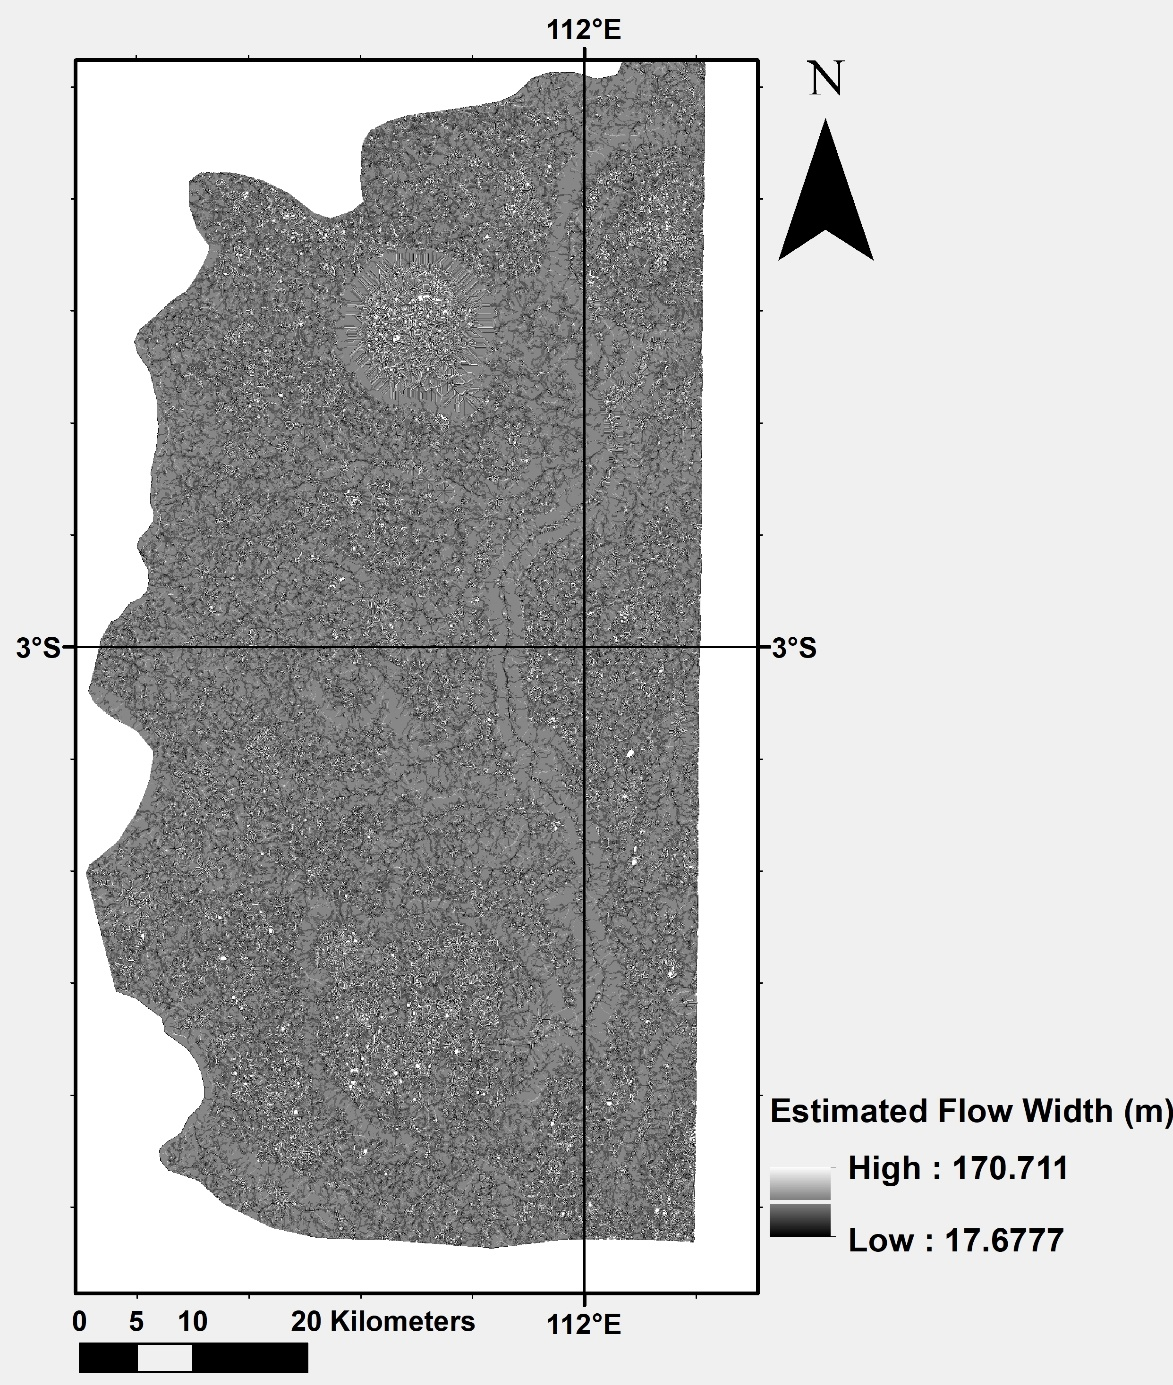 112°E
N
3°S
3°S
Estimated Flow Width (m)
High : 170.711
Low : 17.6777
0 5 10 20 Kilometers
112°E